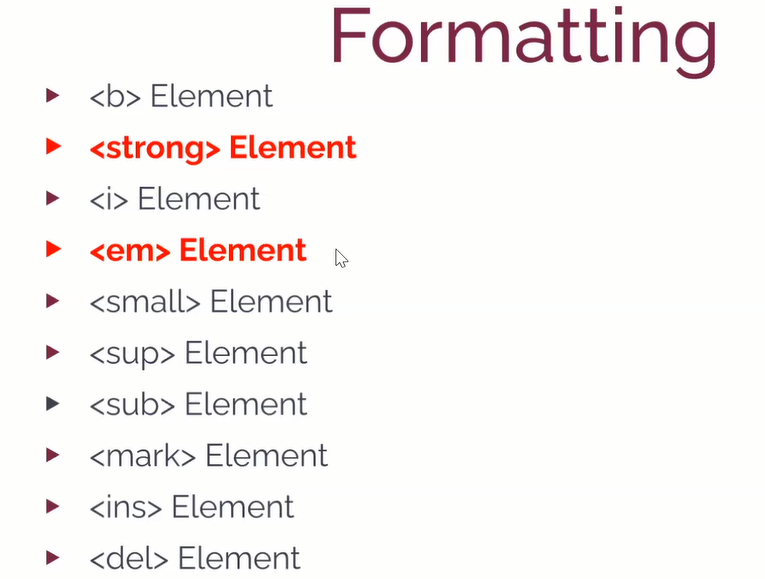 Formatting
<b> Element
<strong> Element
<i> Element
<em> Element
<small> Element
<sup> Element
<sub> Element
<mark> Element
<ins> Element
<del> Element